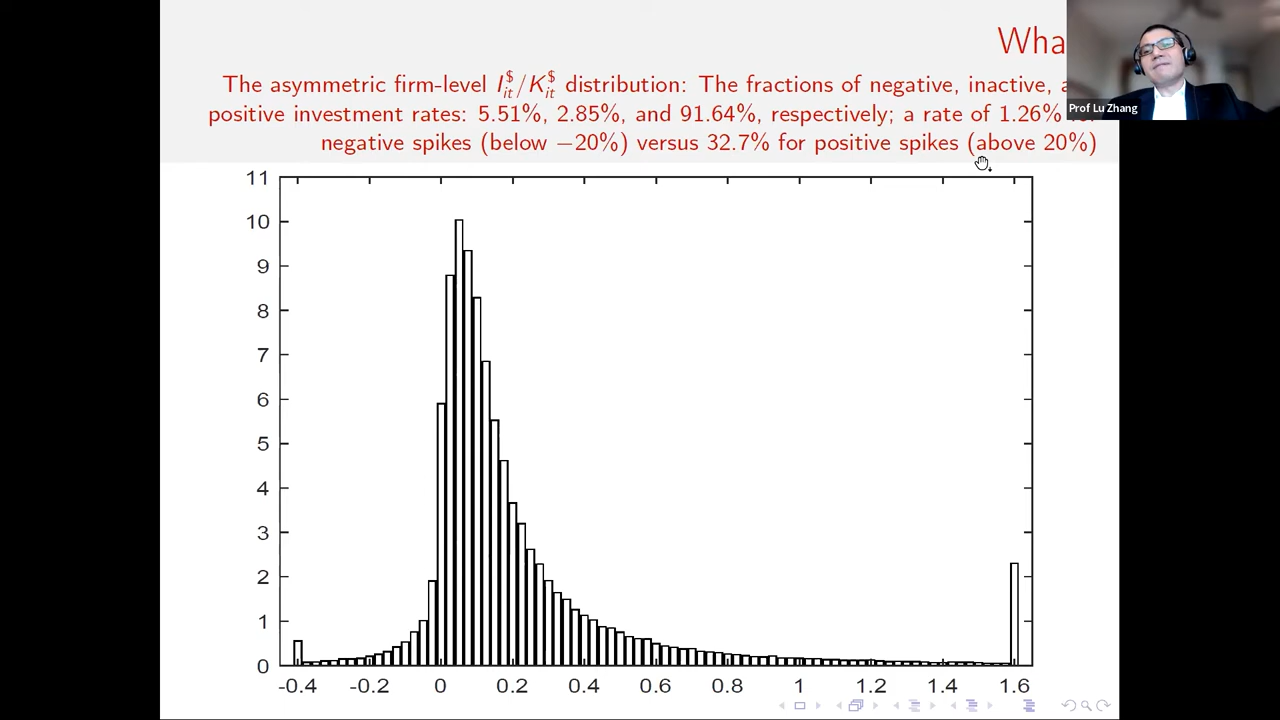 Wha
The asymmetric firm-level I$it/K$it distribution: The fractions of negative, inactive, a
positive investment rates: 5.51%, 2.85%, and 91.64%, respectively; a rate of 1.26%
negative spikes (below −20%) versus 32.7% for positive spikes (above 20%)
Prof Lu Zhang
11
10
9
8
7
6
5
4
3
2
1
0
-0.4 -0.2 0 0.2 0.4 0.6 0.8 1 1.2 1.4 1.6